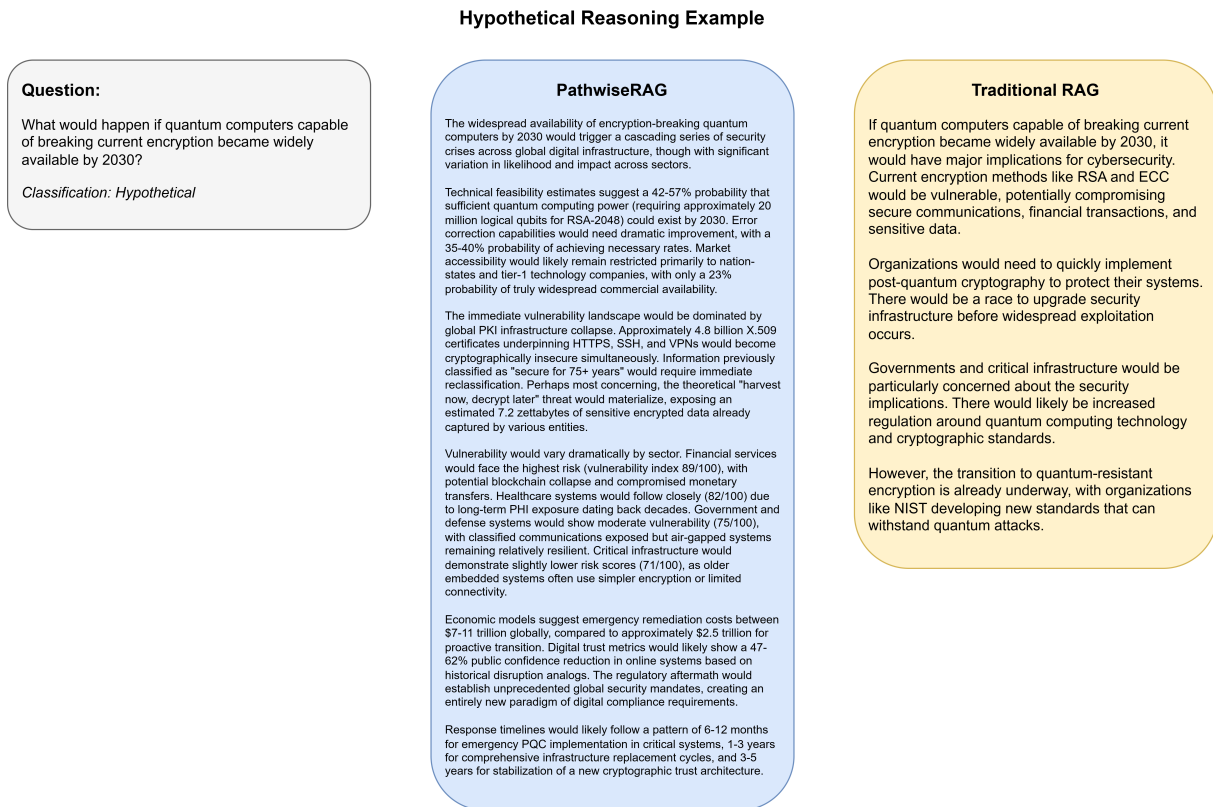 Hypothetical Reasoning Example
Question:
What would happen if quantum computers capable
of breaking current encryption became widely
available by 2030?
Classification: Hypothetical
PathwiseRAG
The widespread availability of encryption-breaking quantum
computers by 2030 would trigger a cascading series of security
crises across global digital infrastructure, though with significant
variation in likelihood and impact across sectors.
Technical feasibility estimates suggest a 42-57% probability that
sufficient quantum computing power (requiring approximately 20
million logical qubits for RSA-2048) could exist by 2030. Error
correction capabilities would need dramatic improvement, with a
35-40% probability of achieving necessary rates. Market
accessibility would likely remain restricted primarily to nation-
states and tier-1 technology companies, with only a 23%
probability of truly widespread commercial availability.
The immediate vulnerability landscape would be dominated by
global PKI infrastructure collapse. Approximately 4.8 billion X.509
certificates underpinning HTTPS, SSH, and VPNs would become
cryptographically insecure simultaneously. Information previously
classified as "secure for 75+ years" would require immediate
reclassification. Perhaps most concerning, the theoretical "harvest
now, decrypt later" threat would materialize, exposing an
estimated 7.2 zettabytes of sensitive encrypted data already
captured by various entities.
Vulnerability would vary dramatically by sector. Financial services
would face the highest risk (vulnerability index 89/100), with
potential blockchain collapse and compromised monetary
transfers. Healthcare systems would follow closely (82/100) due
to long-term PHI exposure dating back decades. Government and
defense systems would show moderate vulnerability (75/100),
with classified communications exposed but air-gapped systems
remaining relatively resilient. Critical infrastructure would
demonstrate slightly lower risk scores (71/100), as older
embedded systems often use simpler encryption or limited
connectivity.
Economic models suggest emergency remediation costs between
$7-11 trillion globally, compared to approximately $2.5 trillion for
proactive transition. Digital trust metrics would likely show a 47-
62% public confidence reduction in online systems based on
historical disruption analogs. The regulatory aftermath would
establish unprecedented global security mandates, creating an
entirely new paradigm of digital compliance requirements.
Response timelines would likely follow a pattern of 6-12 months
for emergency PQC implementation in critical systems, 1-3 years
for comprehensive infrastructure replacement cycles, and 3-5
years for stabilization of a new cryptographic trust architecture.
Traditional RAG
If quantum computers capable of breaking current
encryption became widely available by 2030, it
would have major implications for cybersecurity.
Current encryption methods like RSA and ECC
would be vulnerable, potentially compromising
secure communications, financial transactions, and
sensitive data.
Organizations would need to quickly implement
post-quantum cryptography to protect their systems.
There would be a race to upgrade security
infrastructure before widespread exploitation
occurs.
Governments and critical infrastructure would be
particularly concerned about the security
implications. There would likely be increased
regulation around quantum computing technology
and cryptographic standards.
However, the transition to quantum-resistant
encryption is already underway, with organizations
like NIST developing new standards that can
withstand quantum attacks.